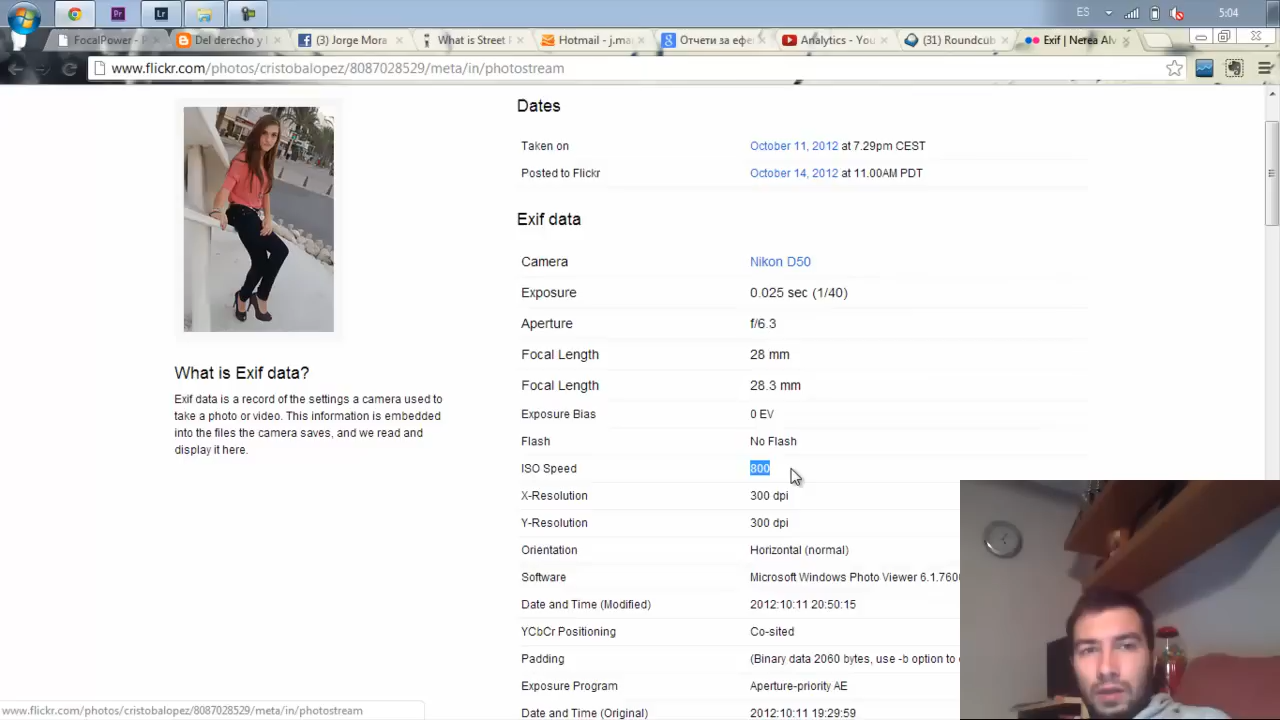 ES
5:04
FocalPower - P
Del derecho y l
(3) Jorge Mora
What is Street P
Hotmail - j.ma
Отчети за ефе
Analytics - You
(31) Roundcub
Exif | Nerea Alv
www.flickr.com/photos/cristobalopez/8087028529/meta/in/photostream
Dates
Taken on October 11, 2012 at 7.29pm CEST
Posted to Flickr October 14, 2012 at 11.00AM PDT
Exif data
Camera Nikon D50
Exposure 0.025 sec (1/40)
Aperture f/6.3
Focal Length 28 mm
Focal Length 28.3 mm
Exposure Bias 0 EV
Flash No Flash
ISO Speed 800
X-Resolution 300 dpi
Y-Resolution 300 dpi
Orientation Horizontal (normal)
Software Microsoft Windows Photo Viewer 6.1.7600
Date and Time (Modified) 2012:10:11 20:50:15
YCbCr Positioning Co-sited
Padding (Binary data 2060 bytes, use -b option to e
Exposure Program Aperture-priority AE
Date and Time (Original) 2012:10:11 19:29:59
What is Exif data?
Exif data is a record of the settings a camera used to
take a photo or video. This information is embedded
into the files the camera saves, and we read and
display it here.
www.flickr.com/photos/cristobalopez/8087028529/meta/in/photostream